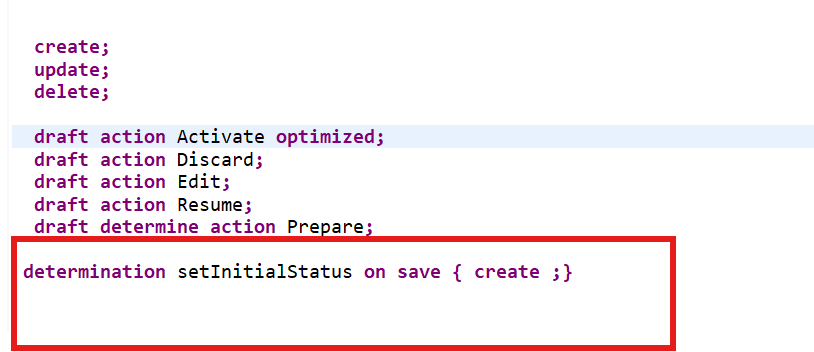 create;
update;
delete;
draft action Activate optimized;
draft action Discard;
draft action Edit;
draft action Resume;
draft determine action Prepare;
determination setInitialStatus on save { create ;}